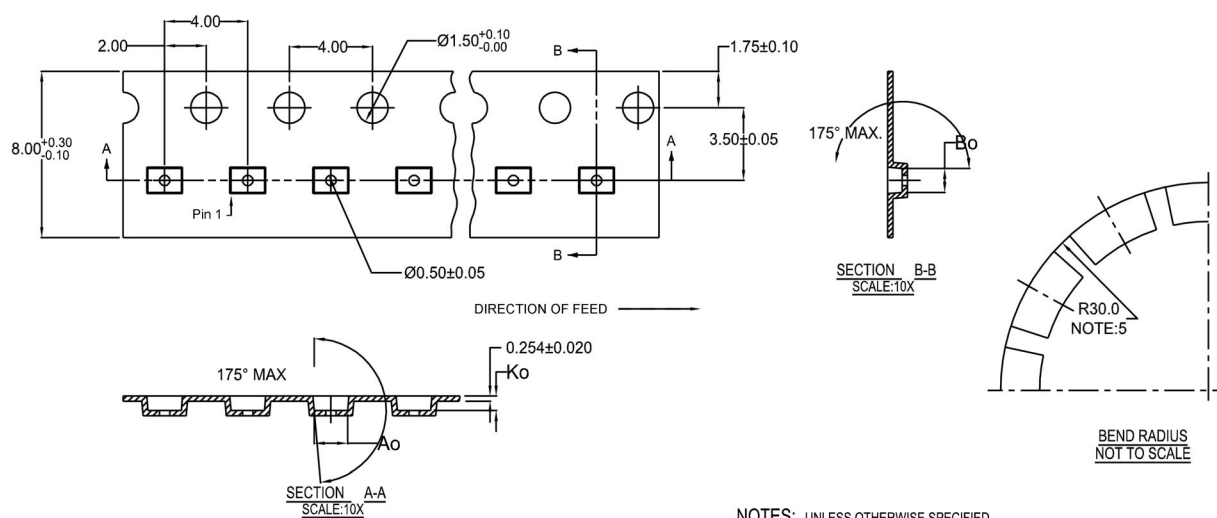 4.00
2.00
4.00
Ø1.50+0.10 -0.00
B
1.75±0.10
8.00+0.30 -0.10
A
A
3.50±0.05
175° MAX.
Bo
Pin 1
B
Ø0.50±0.05
SECTION B-B
SCALE:10X
DIRECTION OF FEED
R30.0
NOTE:5
0.254±0.020
Ko
175° MAX
Ao
BEND RADIUS
NOT TO SCALE
SECTION A-A
SCALE:10X
NOTES: UNLESS OTHERWISE SPECIFIED